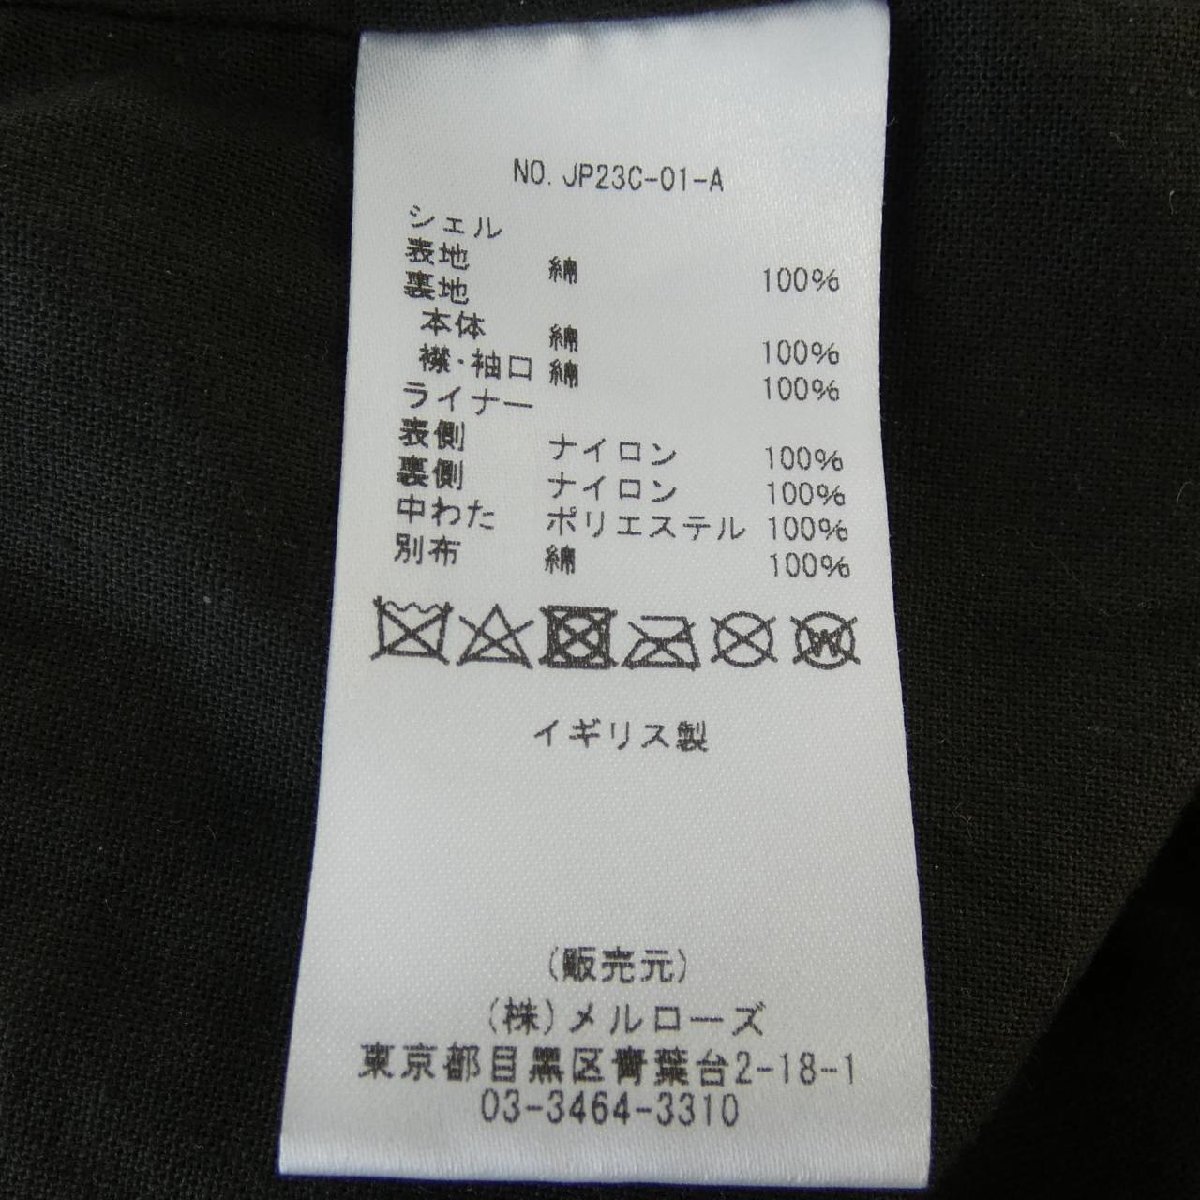 NO. JP23C-01-A
シェル
表地 綿 100%
裏地
本体 綿 100%
襟・袖口 綿 100%
ライナー
表側 ナイロン 100%
裏側 ナイロン 100%
中わた ポリエステル 100%
別布 綿 100%
W
イギリス製
(販売元)
(株)メルローズ
東京都目黒区青葉台2-18-1
03-3464-3310